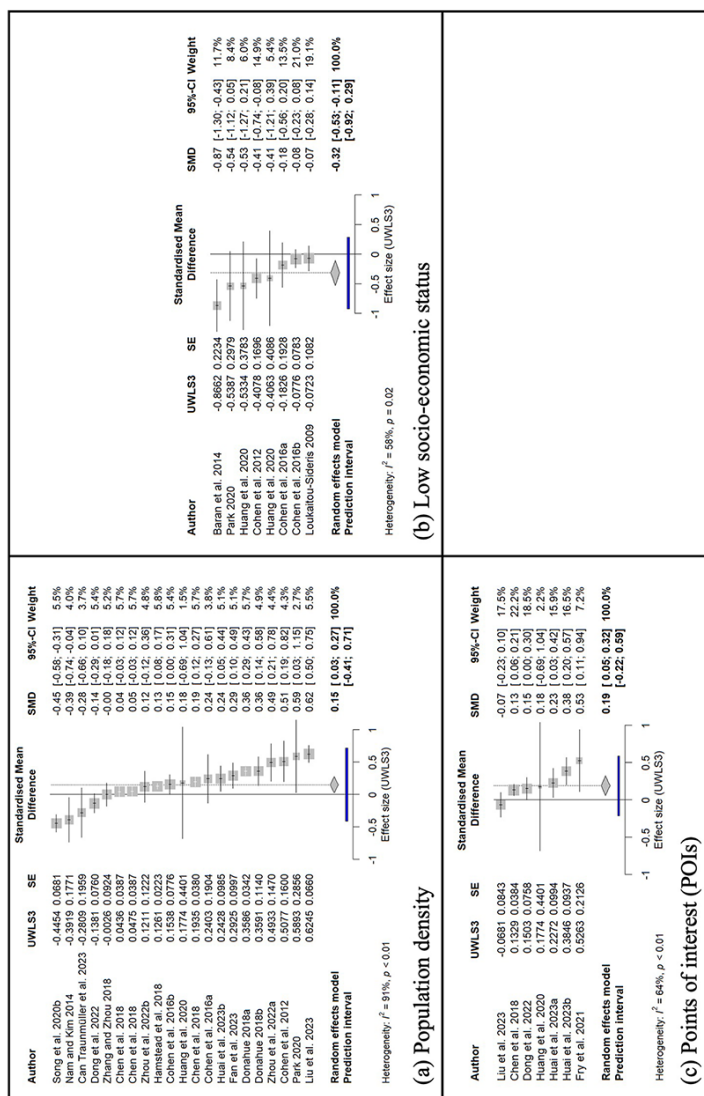 Author UWLS3 SE Standardised Mean Difference SMD 95%-CI Weight
Song et al. 2020b -0.4454 0.0681 -0.45 [-0.58; -0.31] 5.5%
Nam and Kim 2014 -0.3919 0.1771 -0.39 [-0.74; -0.04] 4.0%
Can Traunmüller et al. 2023 -0.2809 0.1959 -0.28 [-0.66; 0.10] 3.7%
Dong et al. 2022 -0.1381 0.0760 -0.14 [-0.29; 0.01] 5.4%
Zhang and Zhou 2018 -0.0026 0.0924 -0.00 [-0.18; 0.18] 5.2%
Chen et al. 2018 0.0436 0.0387 0.04 [-0.03; 0.12] 5.7%
Chen et al. 2018 0.0475 0.0387 0.05 [-0.03; 0.12] 5.7%
Zhou et al. 2022b 0.1211 0.1222 0.12 [-0.12; 0.36] 4.8%
Hamstead et al. 2018 0.1261 0.0223 0.13 [0.08; 0.17] 5.8%
Cohen et al. 2016b 0.1538 0.0776 0.15 [0.00; 0.31] 5.4%
Huang et al. 2020 0.1774 0.4401 0.18 [-0.69; 1.04] 1.5%
Chen et al. 2018 0.1935 0.0380 0.19 [0.12; 0.27] 5.7%
Cohen et al. 2016a 0.2403 0.1904 0.24 [-0.13; 0.61] 3.8%
Huai et al. 2023b 0.2428 0.0985 0.24 [0.05; 0.44] 5.1%
Fan et al. 2023 0.2925 0.0997 0.29 [0.10; 0.49] 5.1%
Donahue 2018a 0.3586 0.0342 0.36 [0.29; 0.43] 5.7%
Donahue 2018b 0.3591 0.1140 0.36 [0.14; 0.58] 4.9%
Zhou et al. 2022a 0.4933 0.1470 0.49 [0.21; 0.78] 4.4%
Cohen et al. 2012 0.5077 0.1600 0.51 [0.19; 0.82] 4.3%
Park 2020 0.5893 0.2856 0.59 [0.03; 1.15] 2.7%
Liu et al. 2023 0.6245 0.0660 0.62 [0.50; 0.75] 5.5%
Random effects model 0.15 [0.03; 0.27] 100.0%
Prediction interval [-0.41; 0.71]
-1 -0.5 0 0.5 1
Heterogeneity: I² = 91%, p < 0.01 Effect size (UWLS3)
(a) Population density
Author UWLS3 SE Standardised Mean Difference SMD 95%-CI Weight
Baran et al. 2014 -0.8662 0.2234 -0.87 [-1.30; -0.43] 11.7%
Park 2020 -0.5387 0.2979 -0.54 [-1.12; 0.05] 8.4%
Huang et al. 2020 -0.5334 0.3783 -0.53 [-1.27; 0.21] 6.0%
Cohen et al. 2012 -0.4078 0.1696 -0.41 [-0.74; -0.08] 14.9%
Huang et al. 2020 -0.4063 0.4086 -0.41 [-1.21; 0.39] 5.4%
Cohen et al. 2016a -0.1826 0.1928 -0.18 [-0.56; 0.20] 13.5%
Cohen et al. 2016b -0.0776 0.0783 -0.08 [-0.23; 0.08] 21.0%
Loukaitou-Sideris 2009 -0.0723 0.1082 -0.07 [-0.28; 0.14] 19.1%
Random effects model -0.32 [-0.53; -0.11] 100.0%
Prediction interval [-0.92; 0.29]
-1 -0.5 0 0.5 1
Heterogeneity: I² = 58%, p = 0.02 Effect size (UWLS3)
(b) Low socio-economic status
Author UWLS3 SE Standardised Mean Difference SMD 95%-CI Weight
Liu et al. 2023 -0.0681 0.0843 -0.07 [-0.23; 0.10] 17.5%
Chen et al. 2018 0.1329 0.0384 0.13 [0.06; 0.21] 22.2%
Dong et al. 2022 0.1503 0.0758 0.15 [0.00; 0.30] 18.5%
Huang et al. 2020 0.1774 0.4401 0.18 [-0.69; 1.04] 2.2%
Huai et al. 2023a 0.2272 0.0994 0.23 [0.03; 0.42] 15.9%
Huai et al. 2023b 0.3846 0.0937 0.38 [0.20; 0.57] 16.5%
Fry et al. 2021 0.5263 0.2126 0.53 [0.11; 0.94] 7.2%
Random effects model 0.19 [0.05; 0.32] 100.0%
Prediction interval [-0.22; 0.59]
-1 -0.5 0 0.5 1
Heterogeneity: I² = 64%, p < 0.01 Effect size (UWLS3)
(c) Points of interest (POIs)